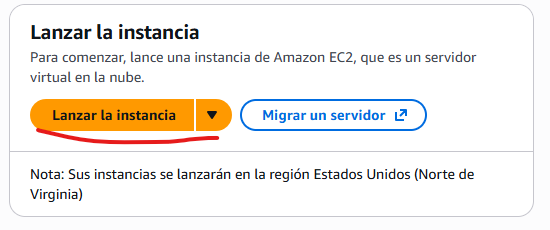 Lanzar la instancia
Para comenzar, lance una instancia de Amazon EC2, que es un servidor
virtual en la nube.
Lanzar la instancia
Migrar un servidor
Nota: Sus instancias se lanzarán en la región Estados Unidos (Norte de
Virginia)